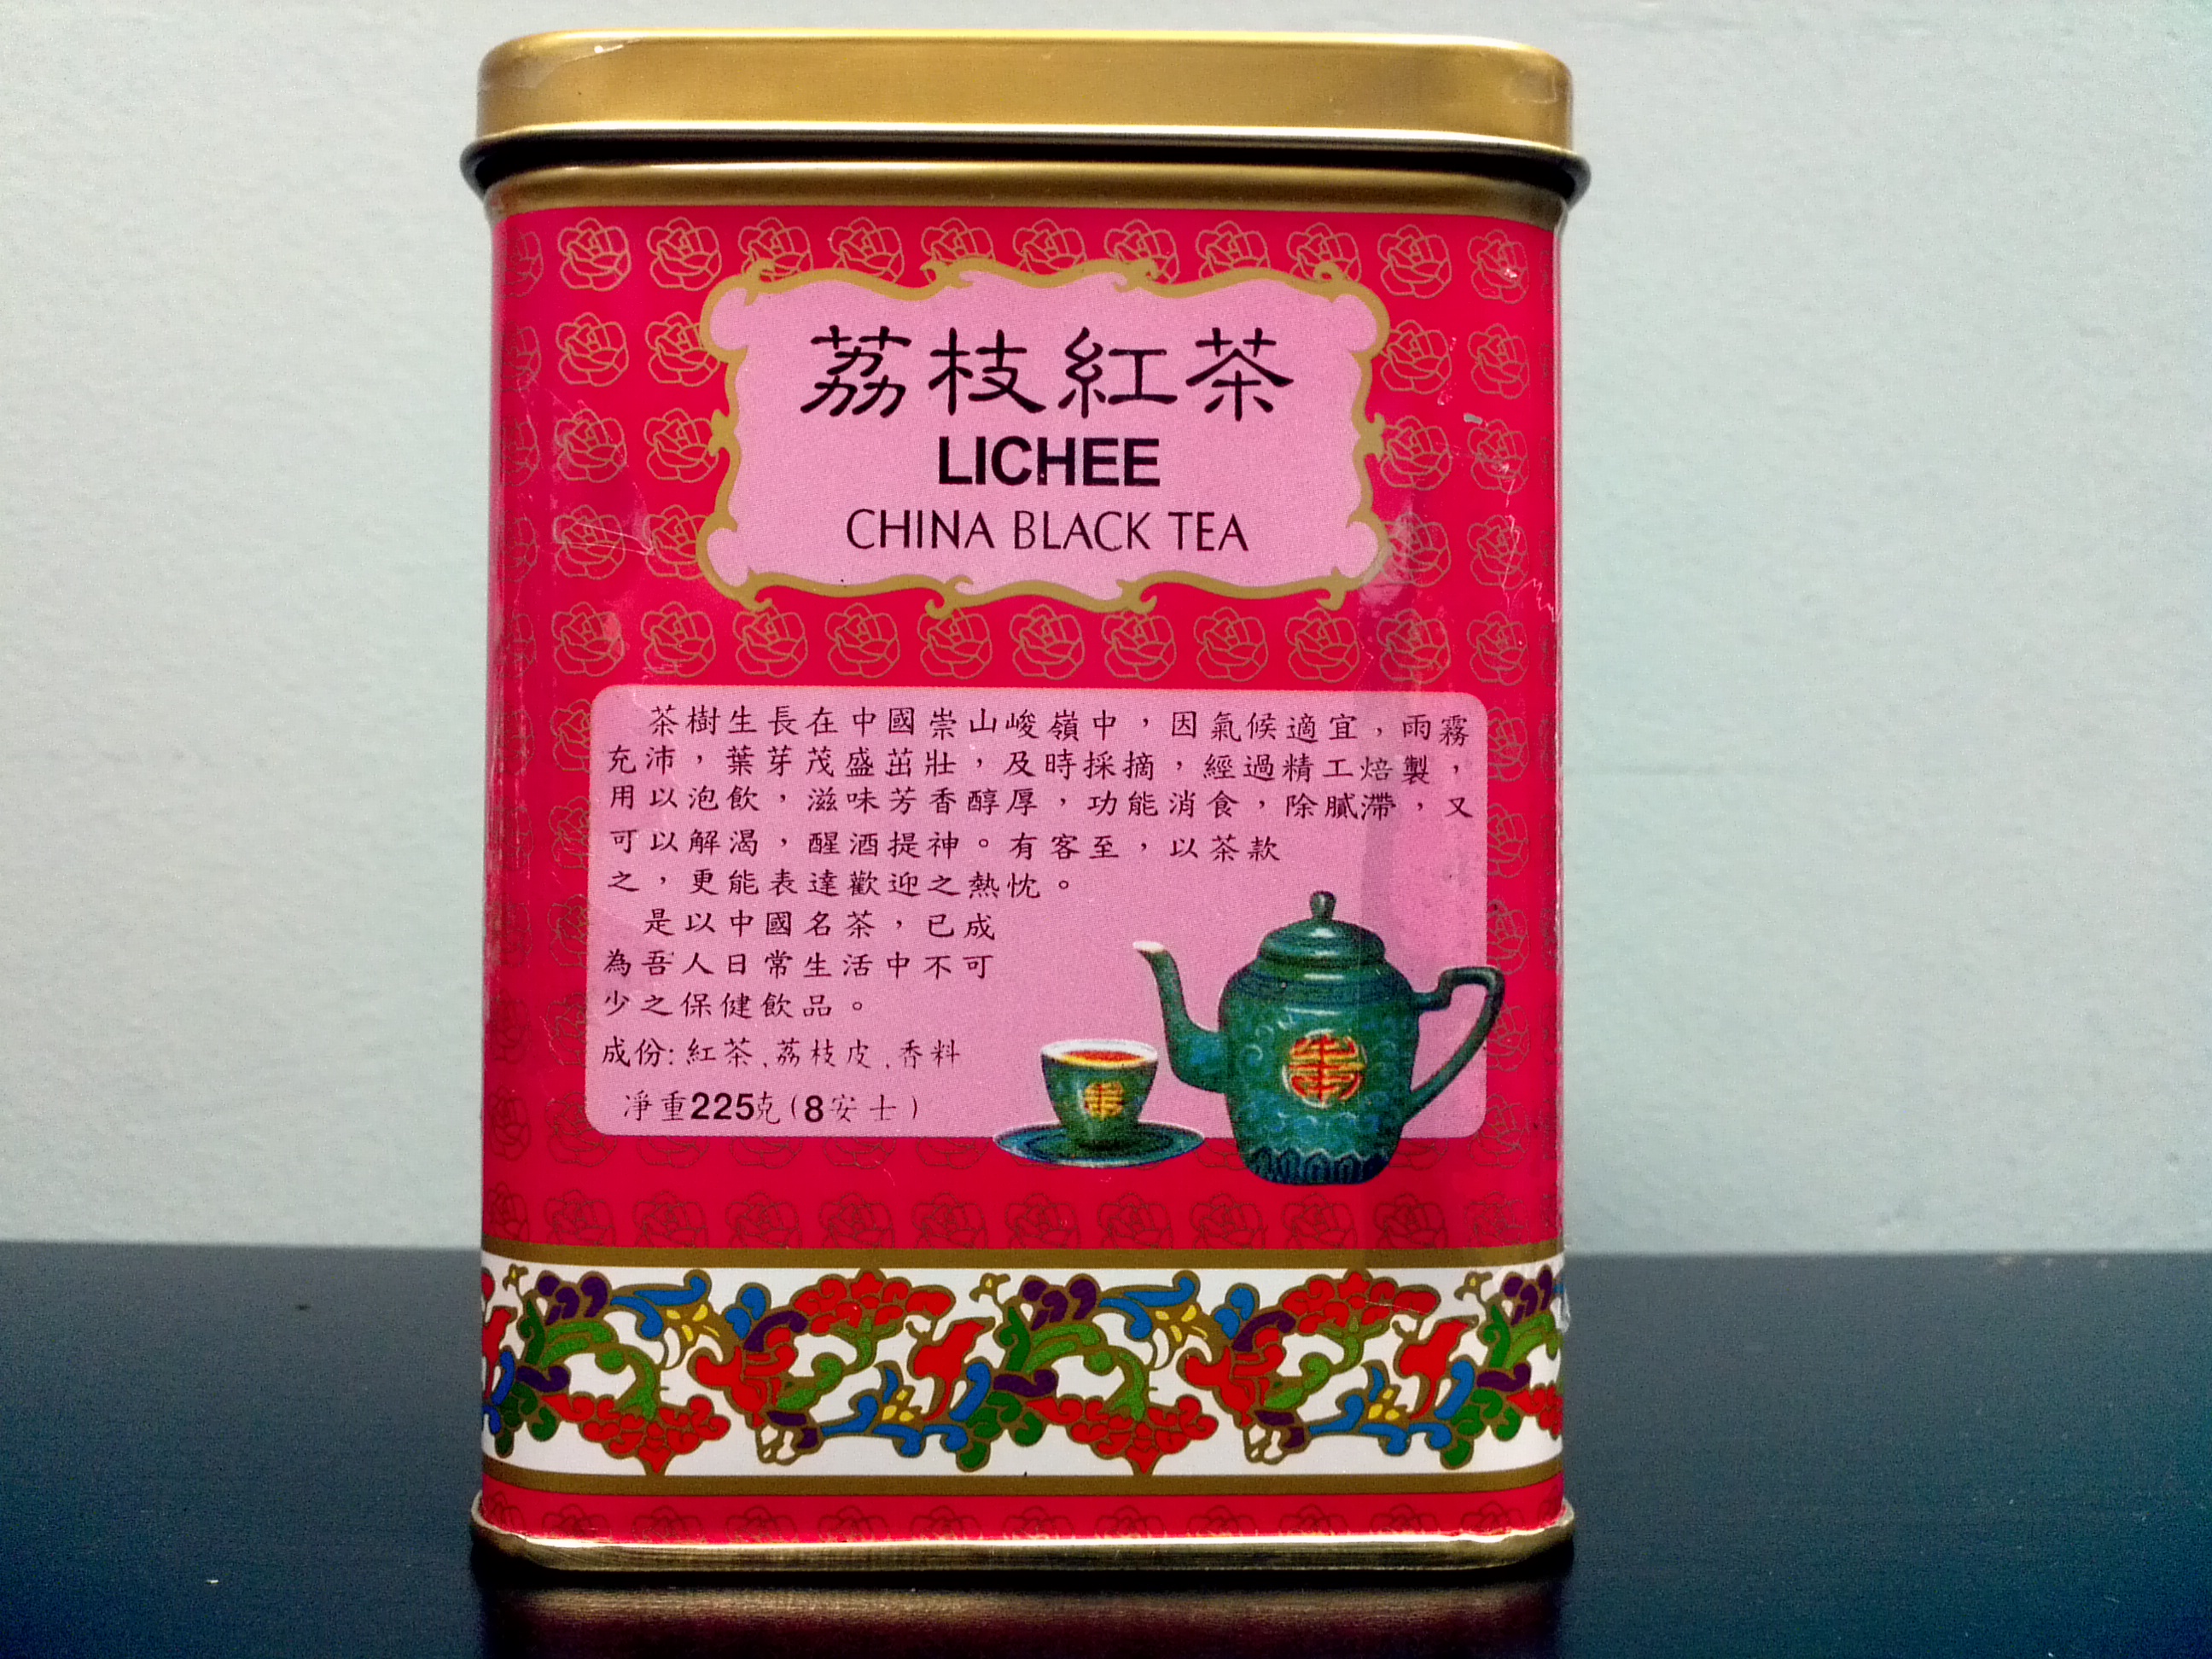 荔枝紅茶
LICHEE
CHINA BLACK TEA
茶樹生長在中國崇山峻嶺中，因氣候適宜，雨霧
充沛，葉芽茂盛茁壯，及時採摘，經過精工焙製，
用以泡飲，滋味芳香醇厚，功能消食，除膩滯，又
可以解渴，醒酒提神。有客至，以茶款
之，更能表達歡迎之熱忱。
是以中國名茶，已成
為吾人日常生活中不可
少之保健飲品。
成份:紅茶、荔枝皮、香料
凈重225克(8安士)